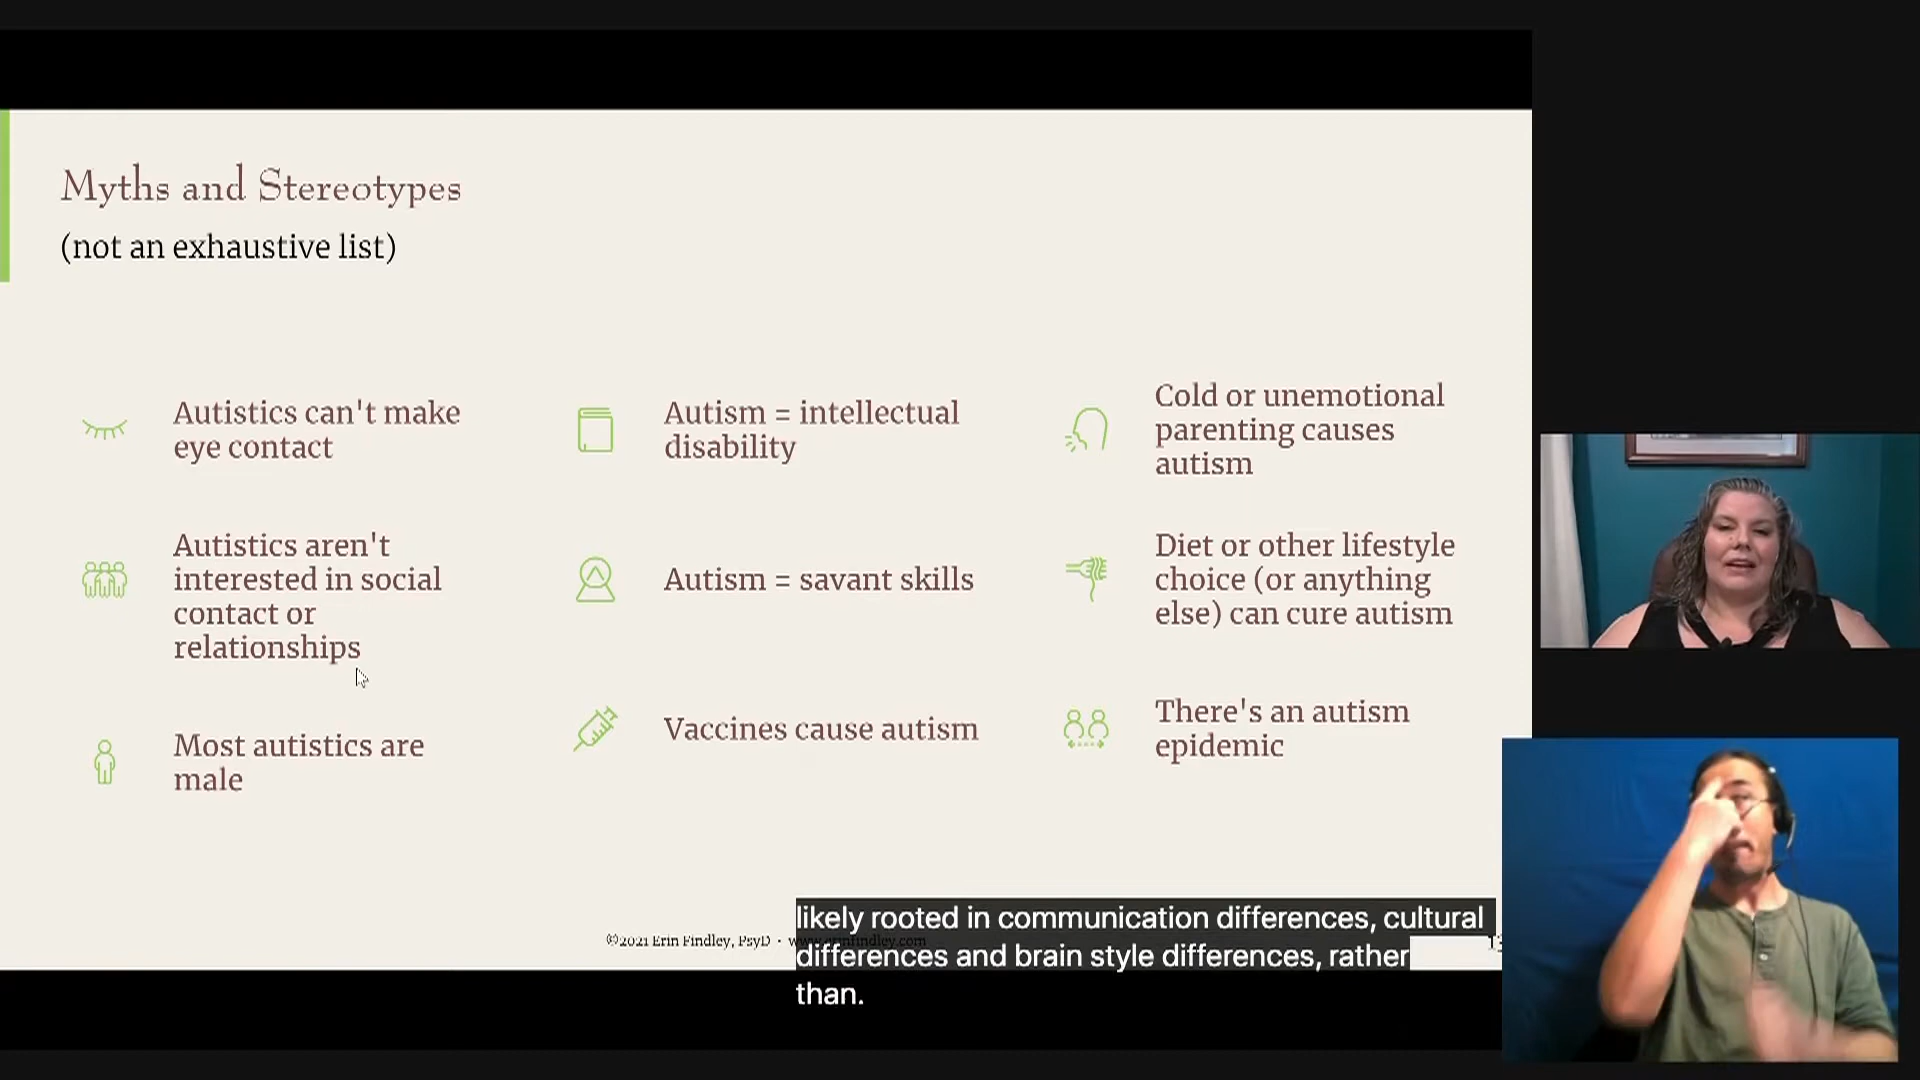 Myths and Stereotypes
(not an exhaustive list)
Autistics can't make
eye contact
Autistics aren't
interested in social
contact or
relationships
Most autistics are
male
Autism = intellectual
disability
Autism = savant skills
Vaccines cause autism
Cold or unemotional
parenting causes
autism
Diet or other lifestyle
choice (or anything
else) can cure autism
There's an autism
epidemic
©2021 Erin Findley, PsyD · www.erinfindley.com
likely rooted in communication differences, cultural
differences and brain style differences, rather
than.